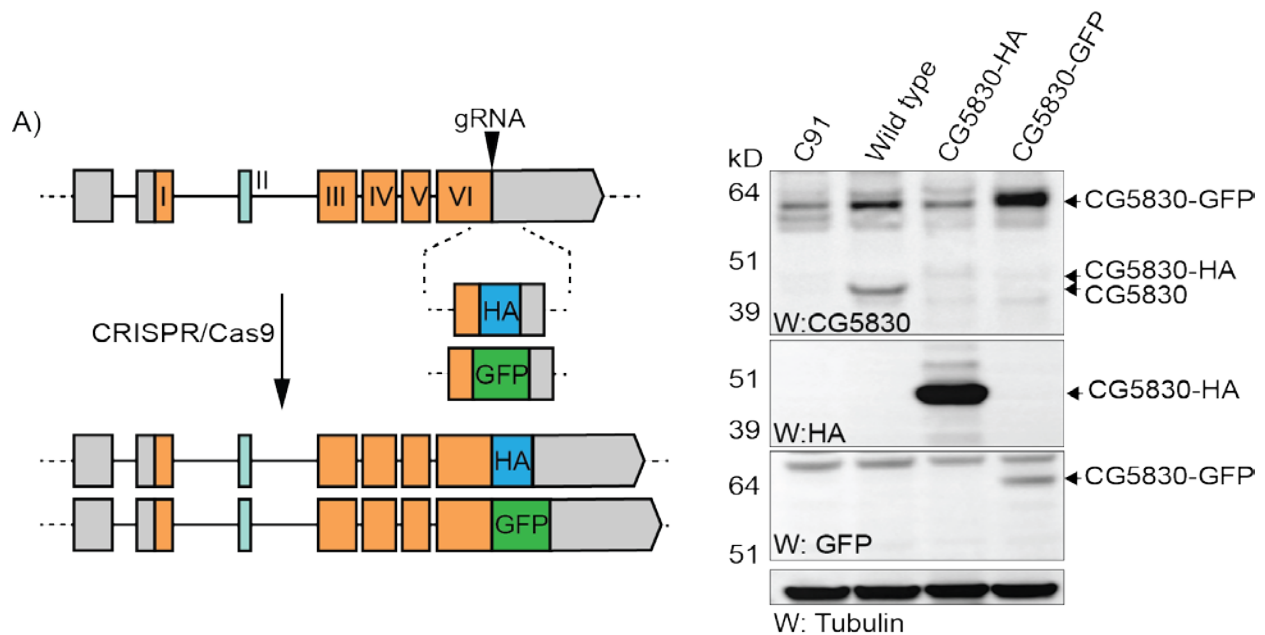 A)
gRNA
I
II
III
IV
V
VI
HA
GFP
CRISPR/Cas9
HA
GFP
kD
C91
Wild type
CG5830-HA
CG5830-GFP
64
51
39
CG5830-GFP
CG5830-HA
CG5830
W:CG5830
51
39
CG5830-HA
W:HA
64
51
CG5830-GFP
W: GFP
W: Tubulin